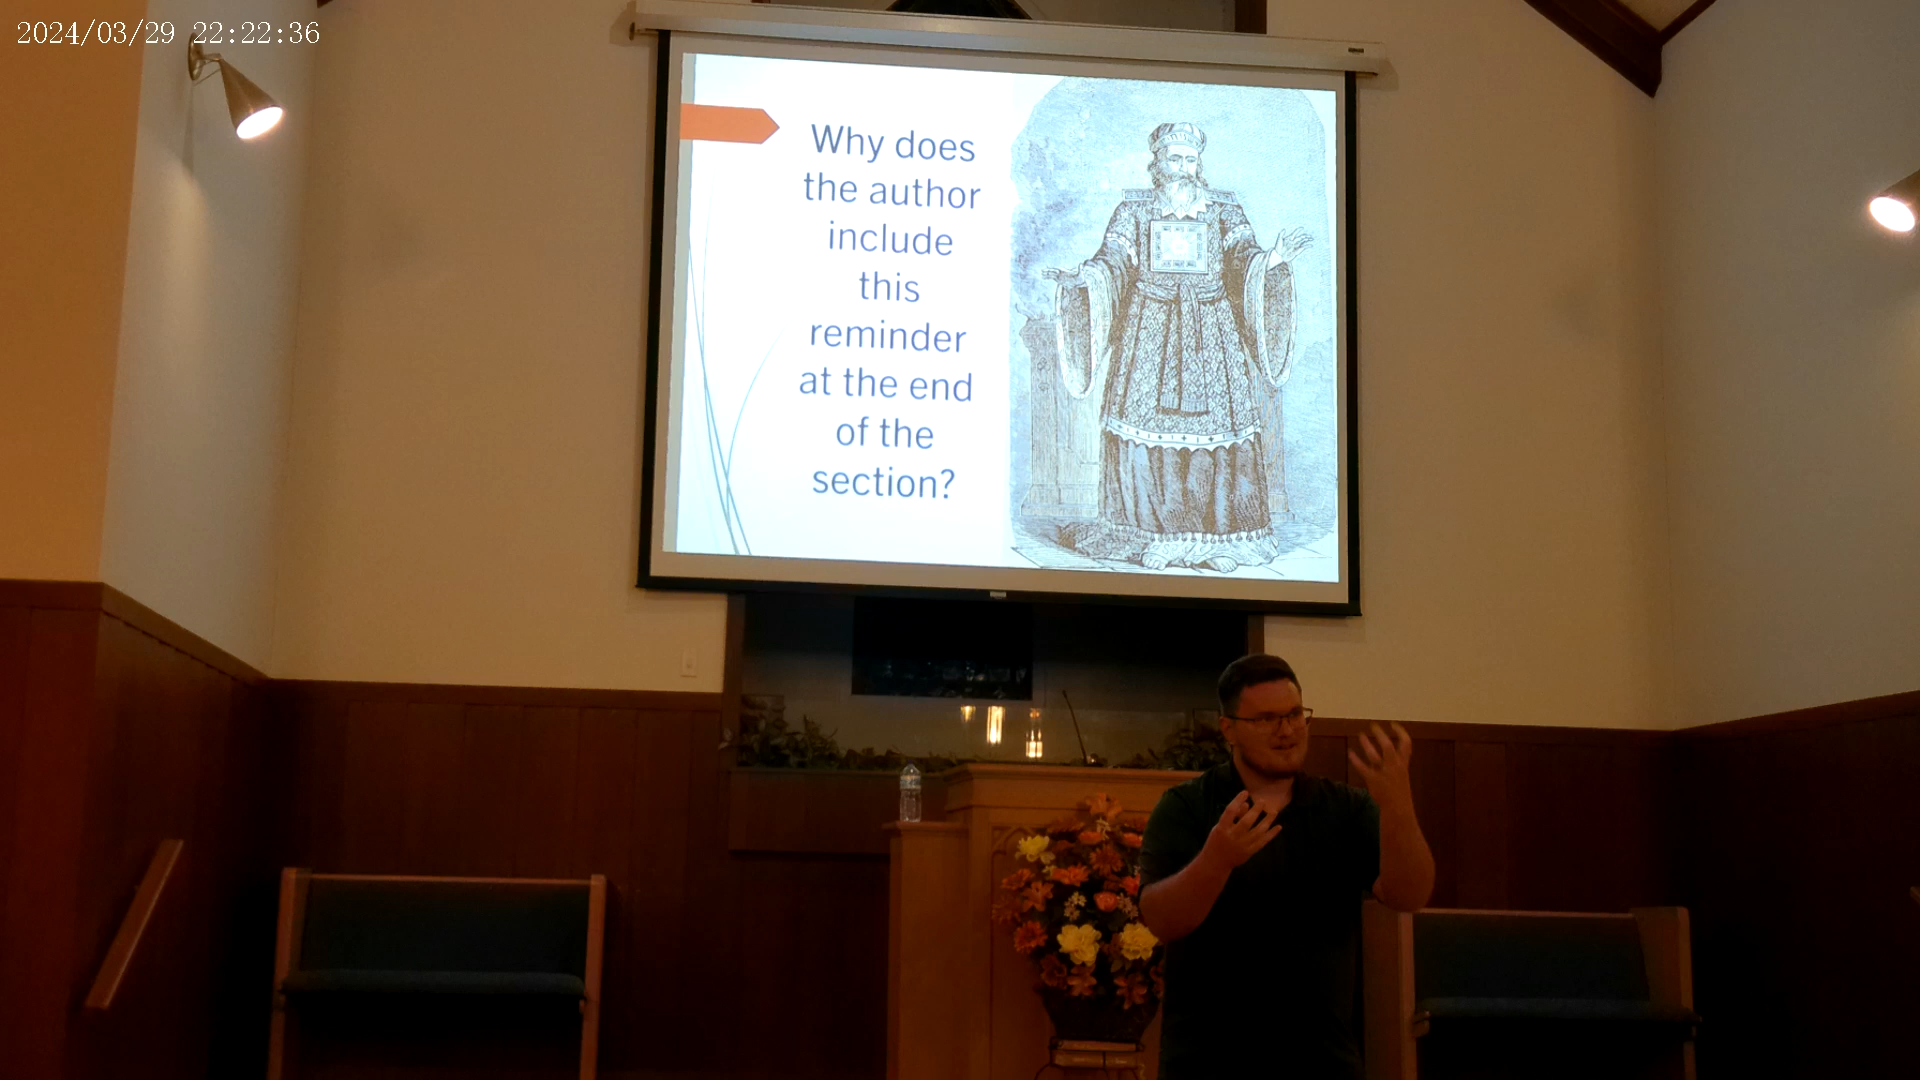 2024/03/29 22:22:36
Why does
the author
include
this
reminder
at the end
of the
section?